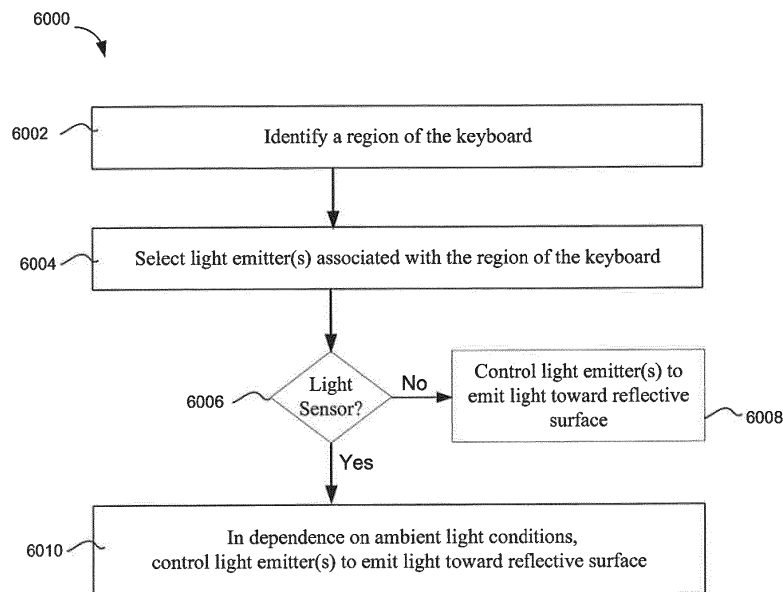 6000
6002
Identify a region of the keyboard
6004
Select light emitter(s) associated with the region of the keyboard
6006
Light
Sensor?
No
Control light emitter(s) to
emit light toward reflective
surface
6008
Yes
6010
In dependence on ambient light conditions,
control light emitter(s) to emit light toward reflective surface